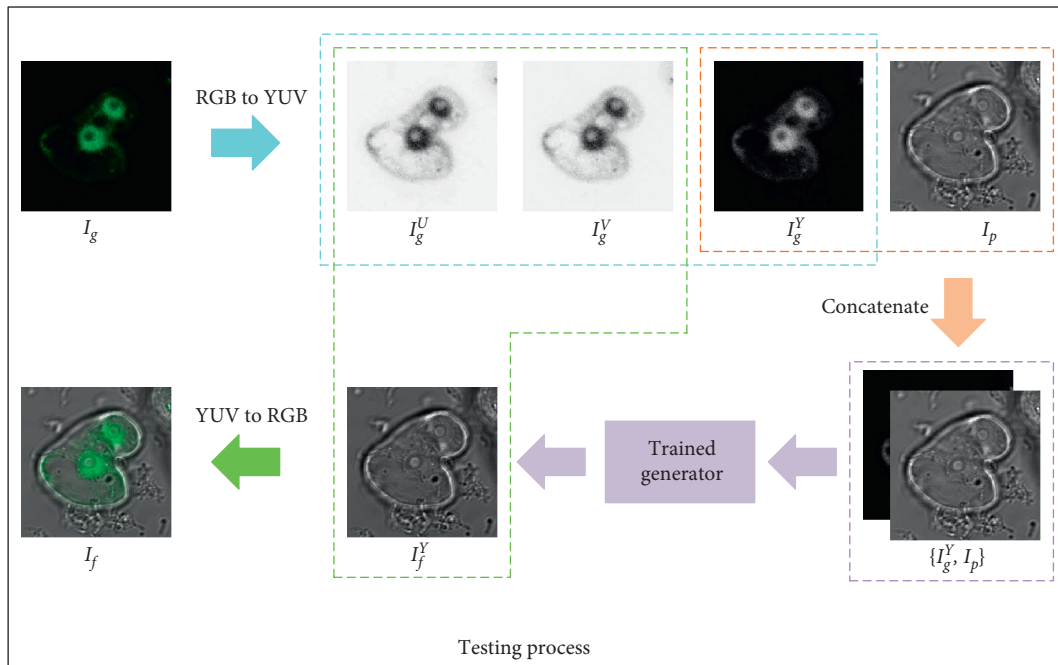 RGB to YUV
I_g
I_g^U
I_g^V
I_g^Y
I_p
Concatenate
YUV to RGB
Trained
generator
I_f
I_f^Y
{I_g^Y, I_p}
Testing process